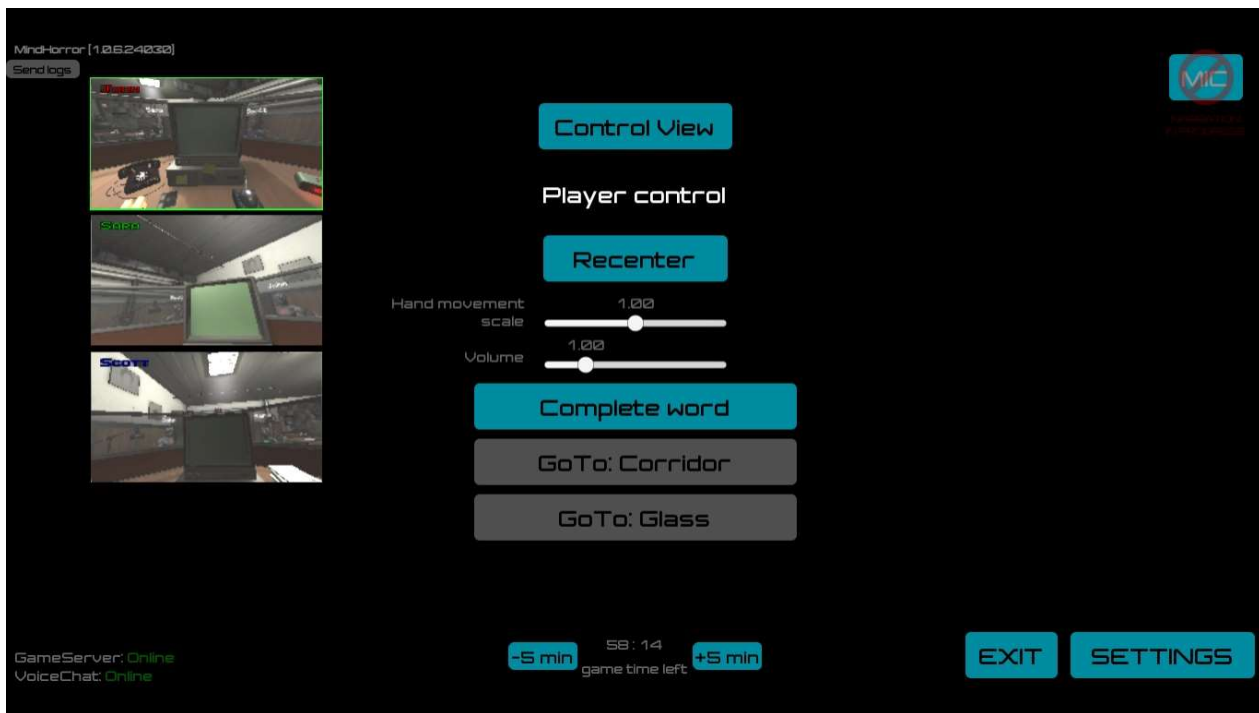 MindHorror [1.0.6.24030]
Send logs
Sarah
Scott
Control View
Player control
Recenter
Hand movement
scale
1.00
Volume
1.00
Complete word
GoTo: Corridor
GoTo: Glass
MIC
GameServer: Online
VoiceChat: Online
-5 min
58:14
game time left
+5 min
EXIT
SETTINGS